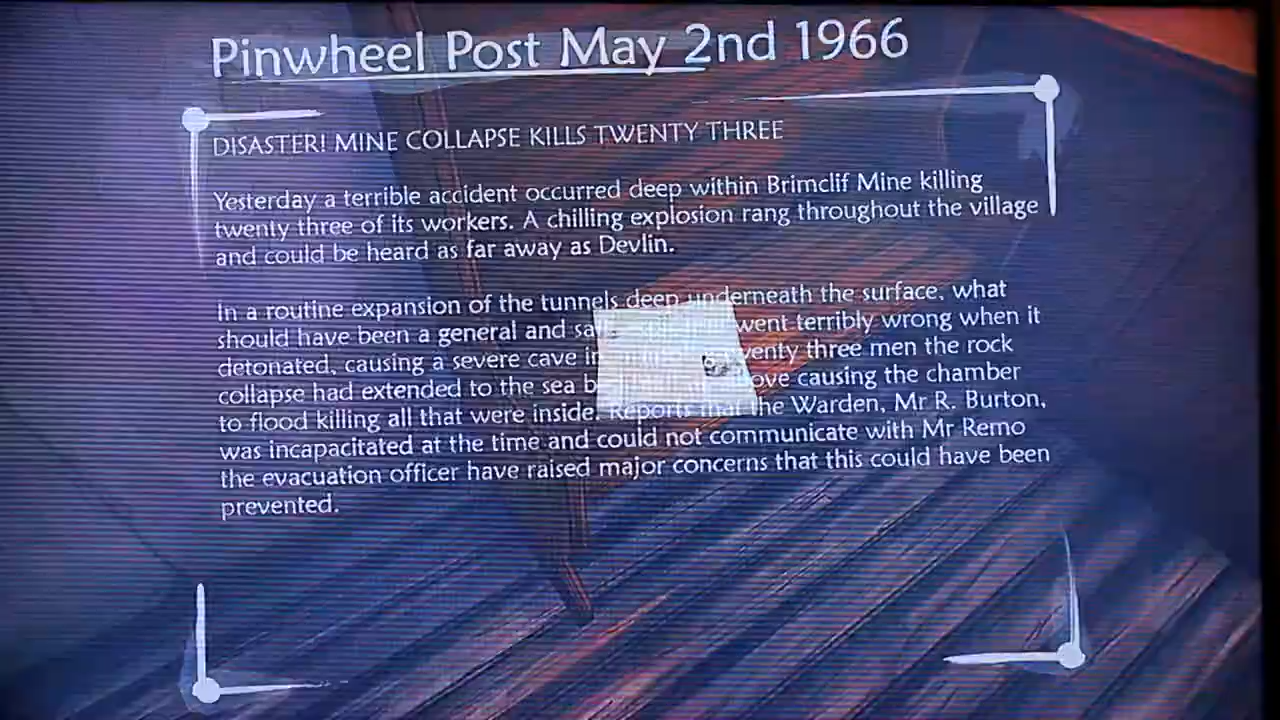 Pinwheel Post May 2nd 1966
DISASTER! MINE COLLAPSE KILLS TWENTY THREE
Yesterday a terrible accident occurred deep within Brimclif Mine killing
twenty three of its workers. A chilling explosion rang throughout the village
and could be heard as far away as Devlin.
In a routine expansion of the tunnels deep underneath the surface, what
should have been a general and went terribly wrong when it
detonated, causing a severe cave in twenty three men the rock
collapse had extended to the sea causing the chamber
to flood killing all that were inside. Reports that the Warden, Mr R. Burton,
was incapacitated at the time and could not communicate with Mr Remo
the evacuation officer have raised major concerns that this could have been
prevented.